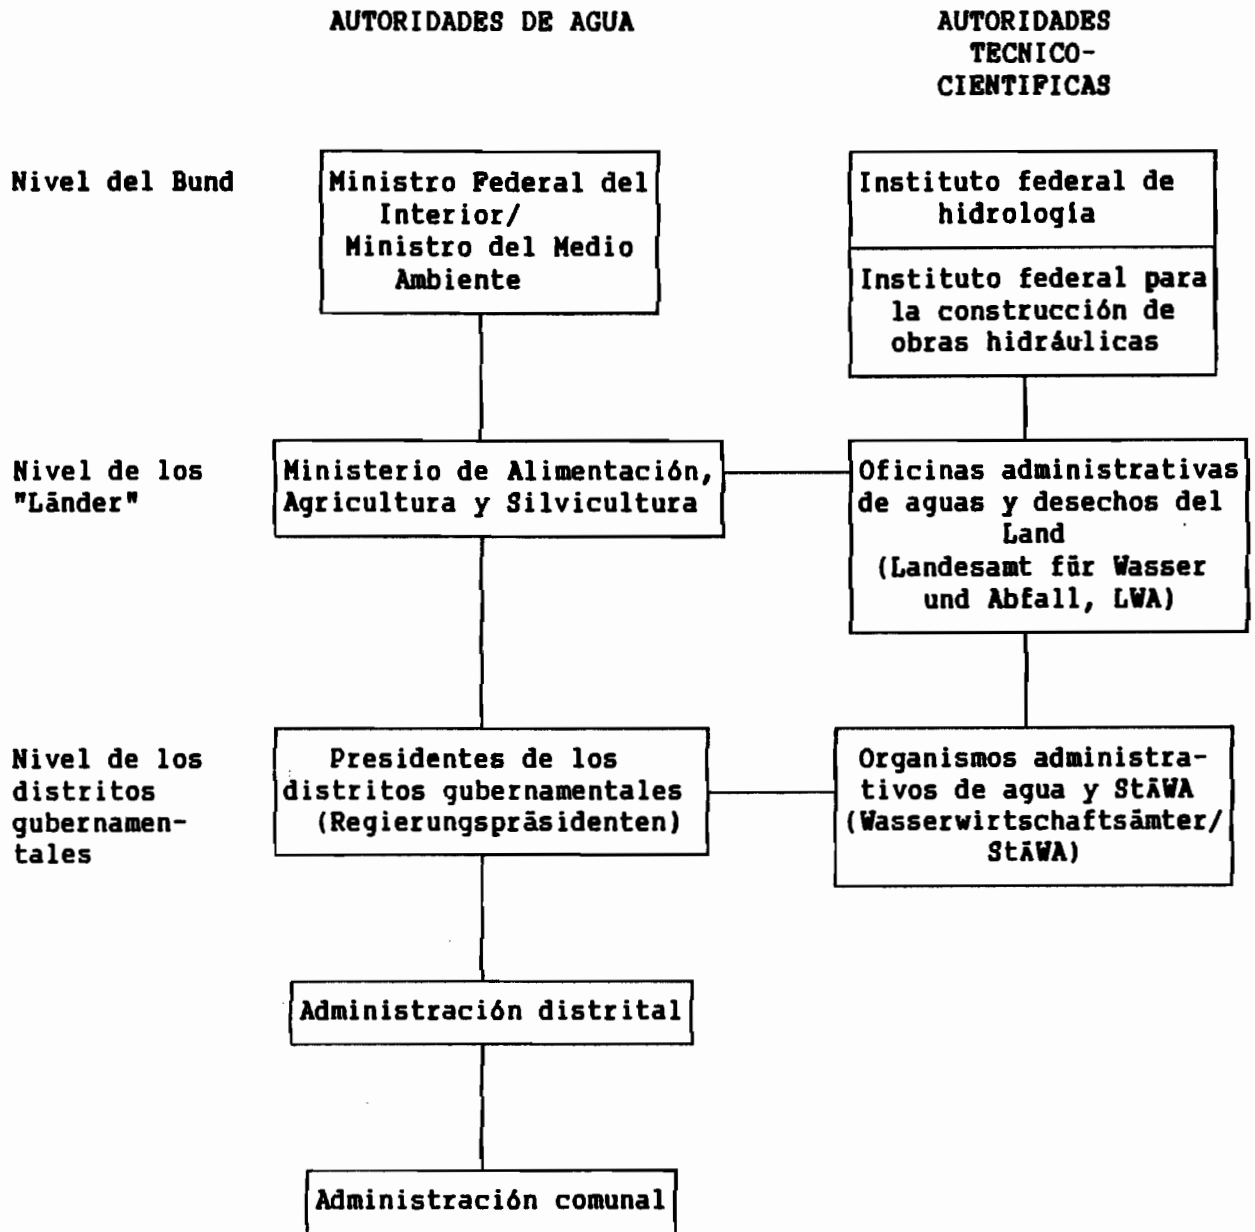 AUTORIDADES DE AGUA
AUTORIDADES
TECNICO-
CIENTIFICAS
Nivel del Bund
Ministro Federal del
Interior/
Ministro del Medio
Ambiente
Instituto federal de
hidrología
Instituto federal para
la construcción de
obras hidráulicas
Nivel de los
"Länder"
Ministerio de Alimentación,
Agricultura y Silvicultura
Oficinas administrativas
de aguas y desechos del
Land
(Landesamt für Wasser
und Abfall, LWA)
Nivel de los
distritos
gubernamen-
tales
Presidentes de los
distritos gubernamentales
(Regierungspräsidenten)
Organismos administra-
tivos de agua y StÄWA
(Wasserwirtschaftsämter/
StÄWA)
Administración distrital
Administración comunal